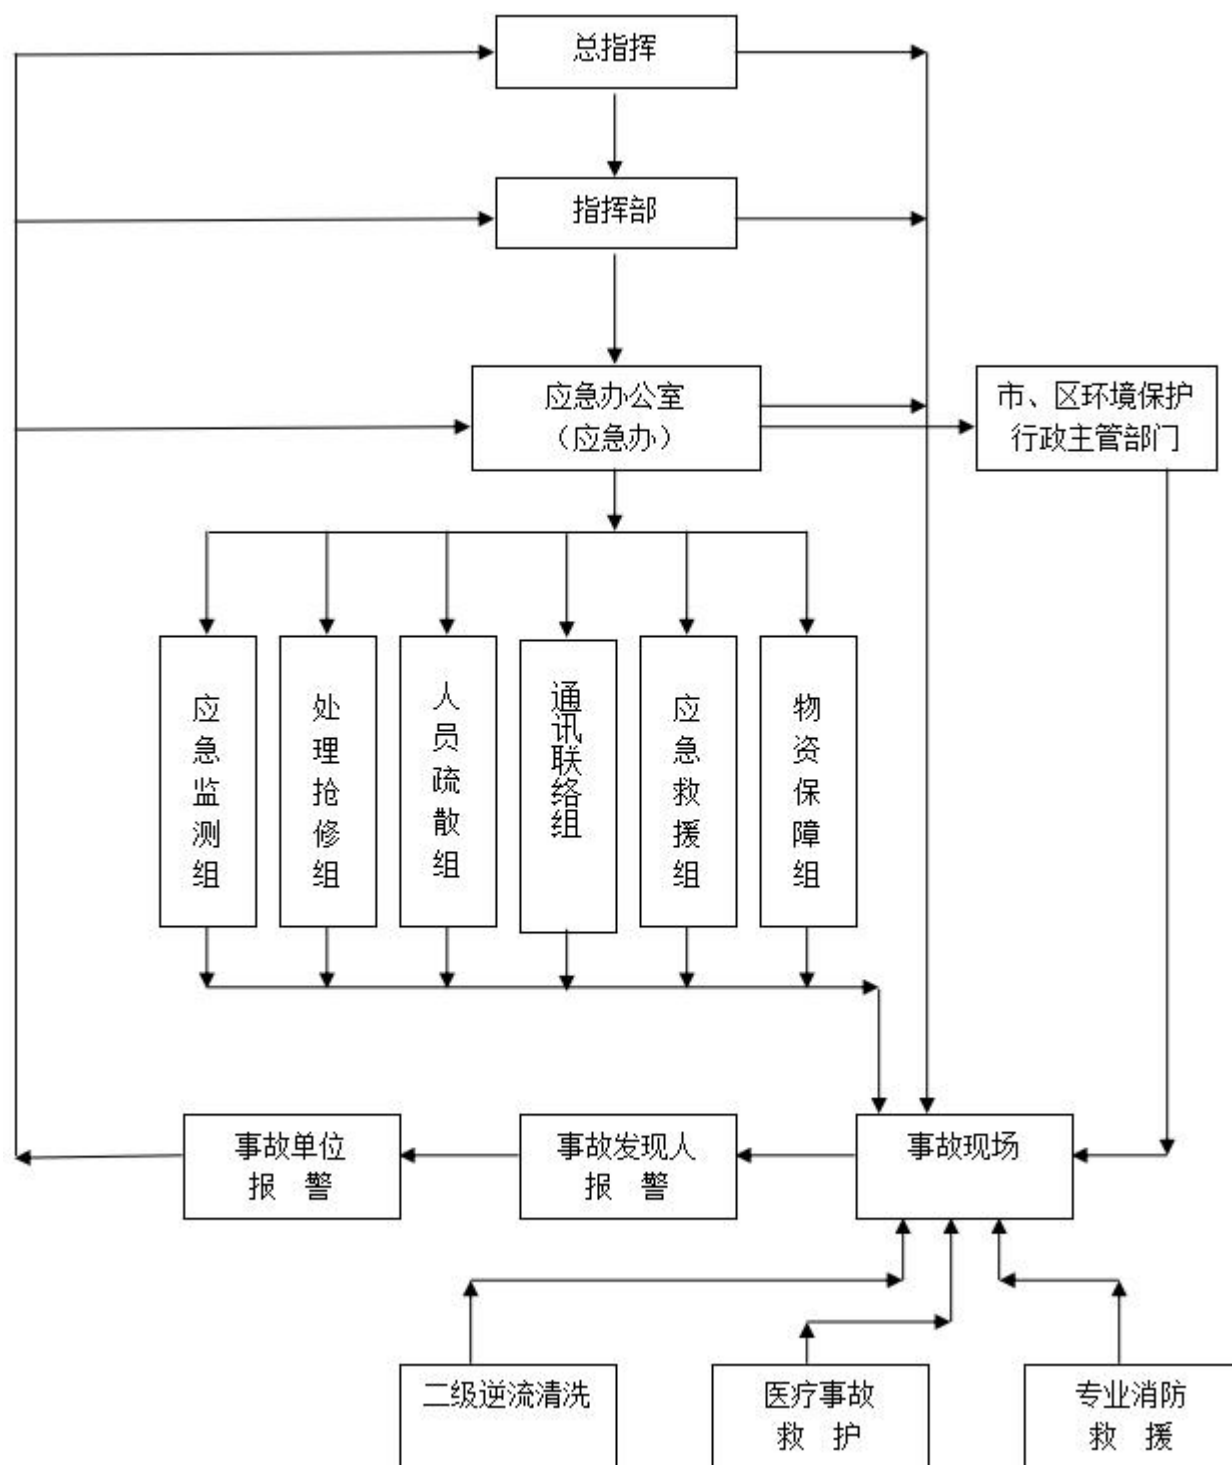 总指挥
指挥部
应急办公室
（应急办）
市、区环境保护
行政主管部门
应急监测组
处理抢修组
人员疏散组
通讯联络组
应急救援组
物资保障组
事故单位
报 警
事故发现人
报 警
事故现场
二级逆流清洗
医疗事故
救 护
专业消防
救 援